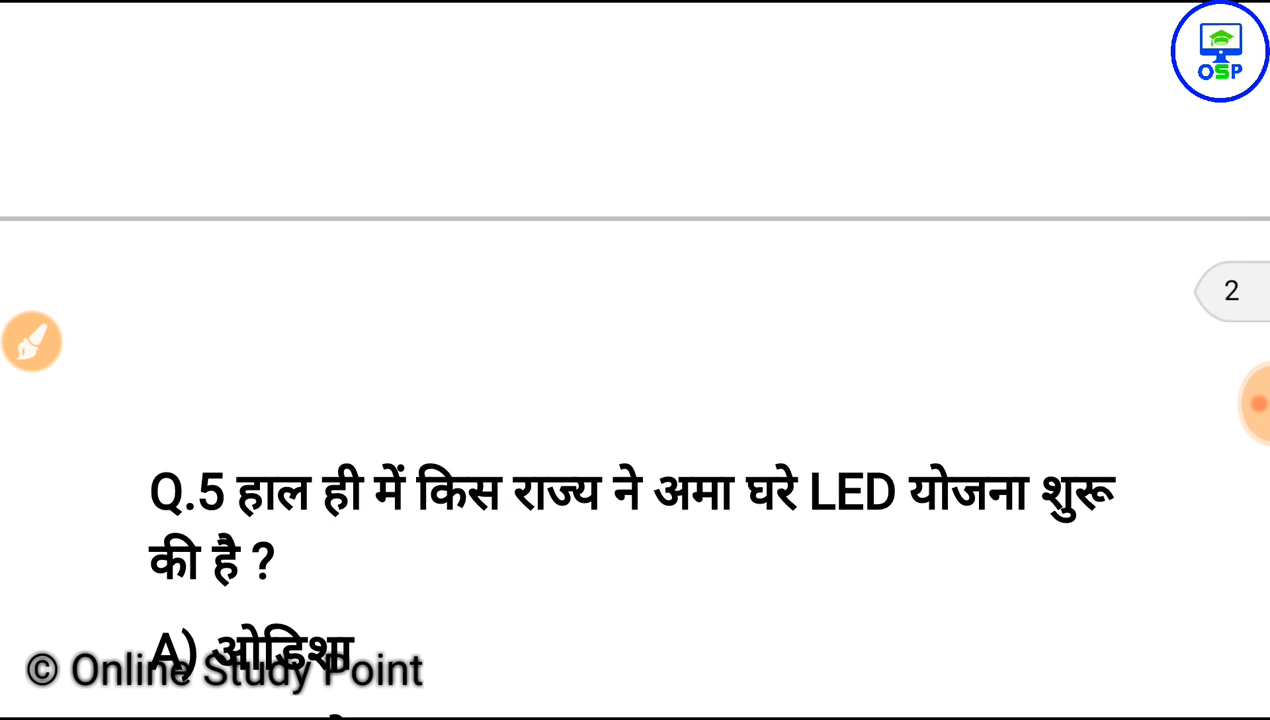 OSP
2
Q.5 हाल ही में किस राज्य ने अमा घरे LED योजना शुरू
की है ?
A) ओडिशा
© Online Study Point